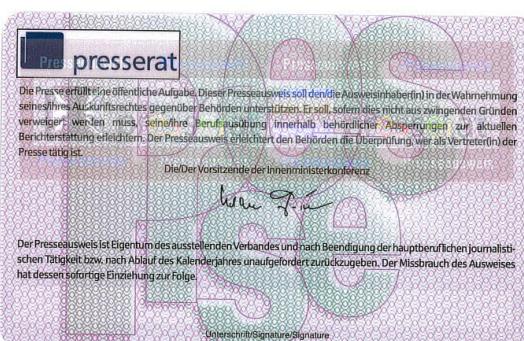 presserat
Die Presse erfüllt eine öffentliche Aufgabe. Dieser Presseausweis soll den/die Ausweisinhaber(in) in der Wahrnehmung
seines/ihres Auskunftsrechtes gegenüber Behörden unterstützen. Er soll, sofern dies nicht aus zwingenden Gründen
verweigert werden muss, seine/ihre Berufsausübung innerhalb behördlicher Absperrungen zur aktuellen
Berichterstattung erleichtern. Der Presseausweis erleichtert den Behörden die Überprüfung, wer als Vertreter(in) der
Presse tätig ist.
Die/Der Vorsitzende der Innenministerkonferenz
Der Presseausweis ist Eigentum des ausstellenden Verbandes und nach Beendigung der hauptberuflichen journalisti-
schen Tätigkeit bzw. nach Ablauf des Kalenderjahres unaufgefordert zurückzugeben. Der Missbrauch des Ausweises
hat dessen sofortige Einziehung zur Folge.
Unterschrift/Signature/Signature